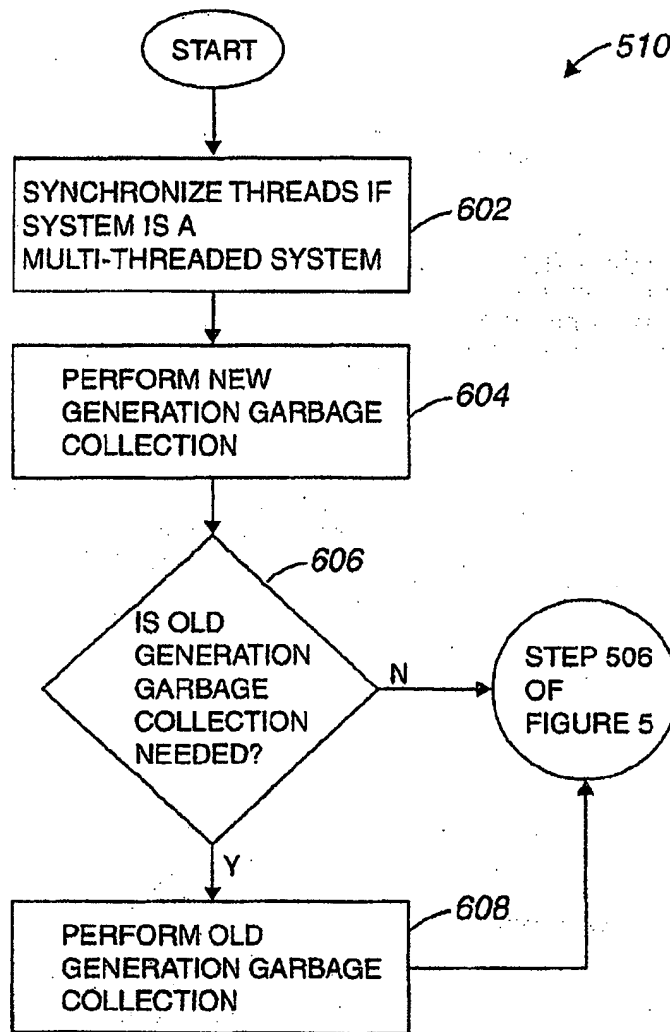 START
510
SYNCHRONIZE THREADS IF
SYSTEM IS A
MULTI-THREADED SYSTEM
602
PERFORM NEW
GENERATION GARBAGE
COLLECTION
604
606
IS OLD
GENERATION
GARBAGE
COLLECTION
NEEDED?
N
STEP 506
OF
FIGURE 5
Y
608
PERFORM OLD
GENERATION GARBAGE
COLLECTION